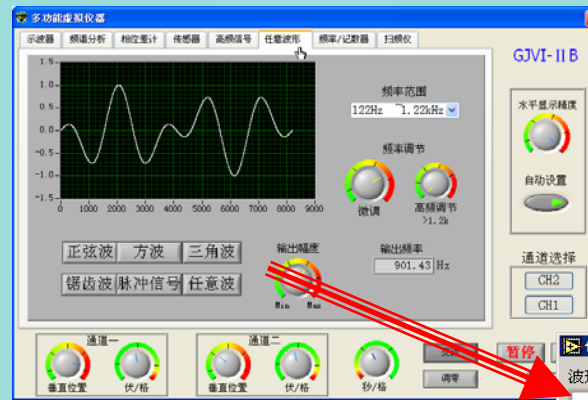 多功能虚拟仪器
示波器 频谱分析 相位差计 传感器 高频信号 任意波形 频率/记数器 扫频仪
GJVI-IIB
1.5
1.0
0.5
0.0
-0.5
-1.0
-1.5
0 1000 2000 3000 4000 5000 6000 7000 8000 9000
频率范围
122Hz ~1.22kHz
频率调节
微调 高频调节
>1.2k
正弦波 方波 三角波
锯齿波 脉冲信号 任意波
输出幅度
Min Max
输出频率
901.43 Hz
水平显示精度
自动设置
通道选择
CH2
CH1
通道一
垂直位置 伏/格
通道二
垂直位置 伏/格
秒/格
调零
暂停